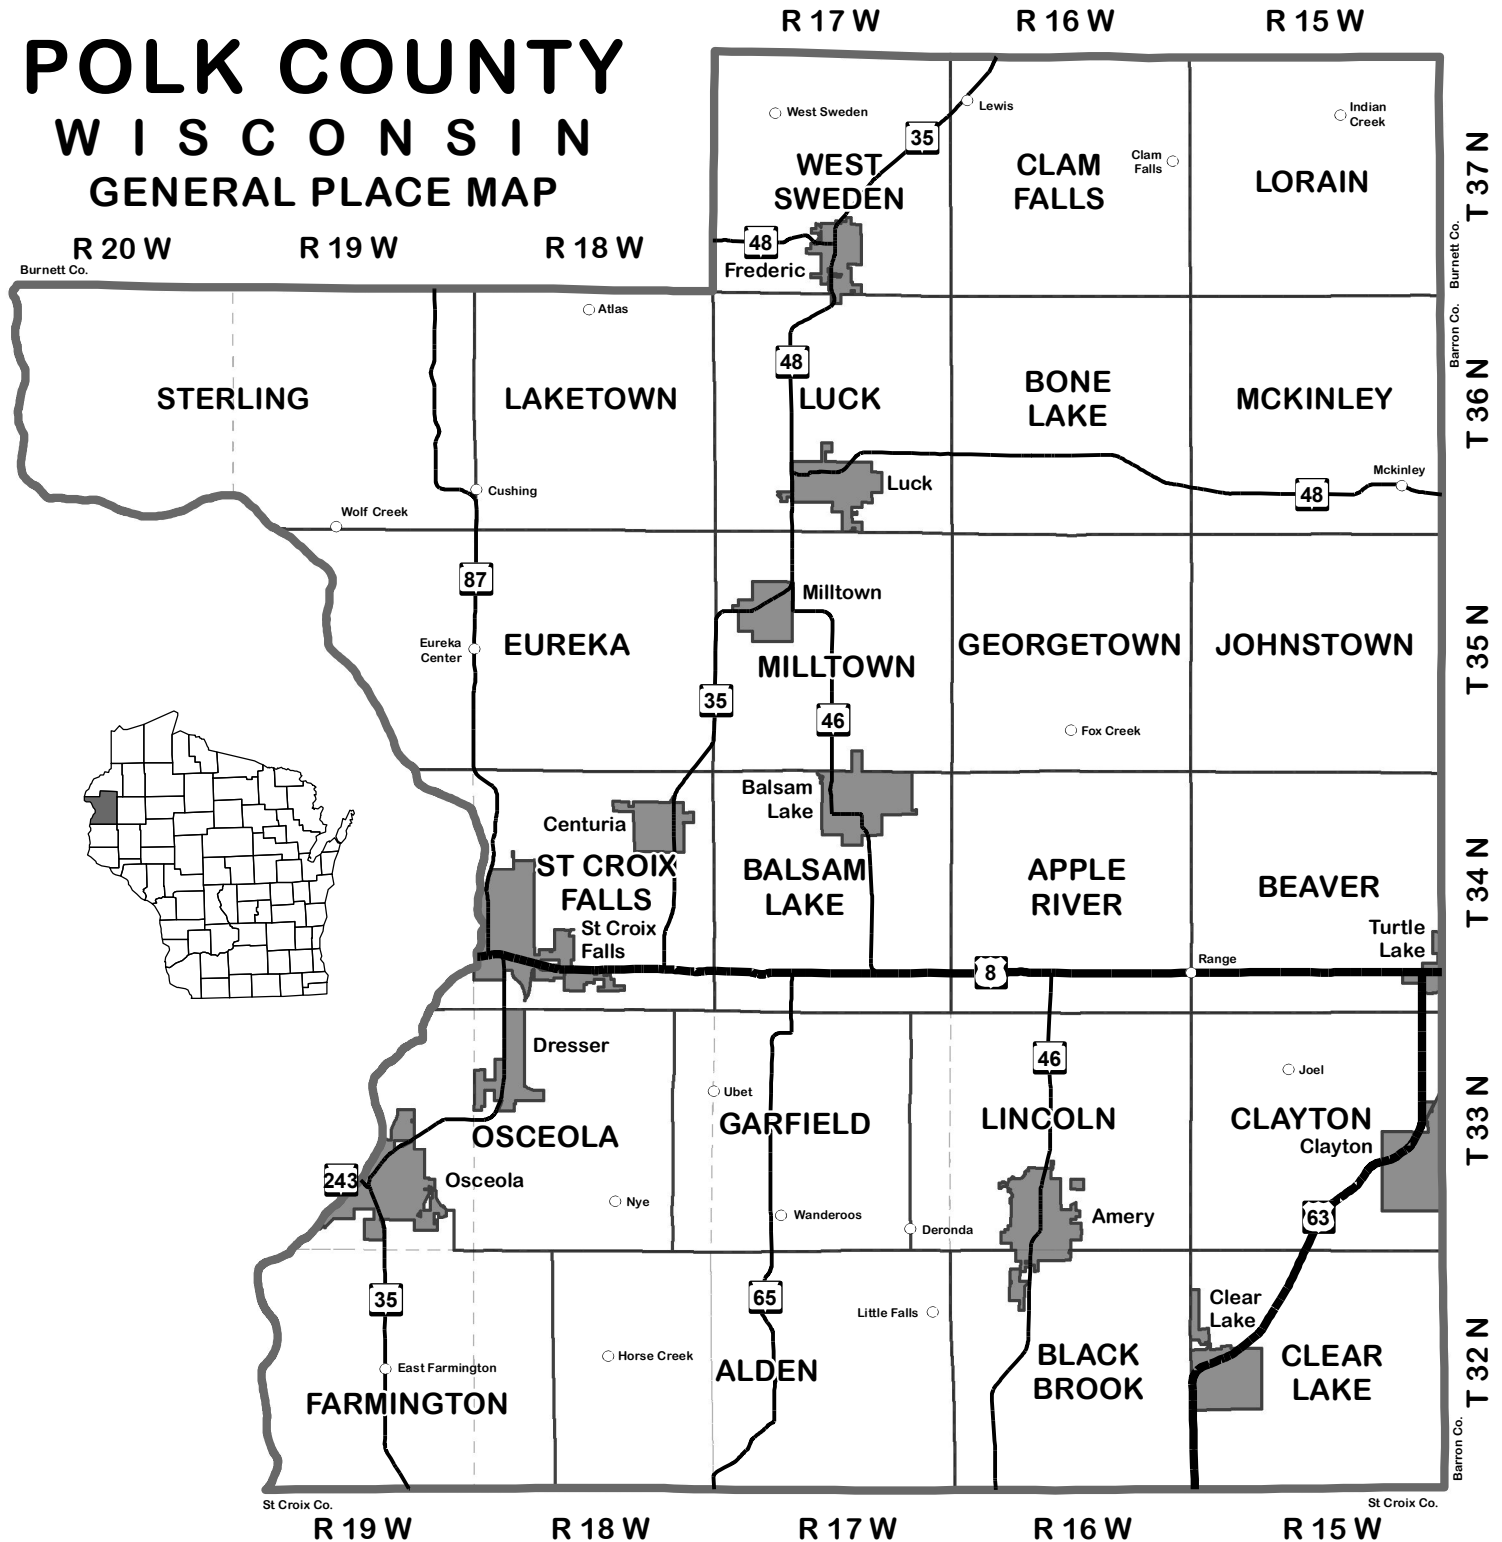 R 17 W
R 16 W
R 15 W
POLK COUNTY
WISCONSIN
GENERAL PLACE MAP
R 20 W
R 19 W
R 18 W
Burnett Co.
West Sweden
Lewis
Indian
Creek
35
WEST
SWEDEN
CLAM
FALLS
Clam
Falls
LORAIN
T 37 N
48
Frederic
Burnett Co.
Barron Co.
Atlas
48
STERLING
LAKETOWN
LUCK
BONE
LAKE
MCKINLEY
T 36 N
Cushing
Luck
Mckinley
48
Wolf Creek
87
Milltown
Eureka
Center
EUREKA
MILLTOWN
GEORGETOWN
JOHNSTOWN
T 35 N
35
46
Fox Creek
Balsam
Lake
Centuria
ST CROIX
FALLS
BALSAM
LAKE
APPLE
RIVER
BEAVER
T 34 N
St Croix
Falls
Turtle
Lake
Range
8
Dresser
46
Joel
Ubet
OSCEOLA
GARFIELD
LINCOLN
CLAYTON
Clayton
T 33 N
243
Osceola
Nye
Wanderoos
Deronda
Amery
63
35
65
Little Falls
Clear
Lake
East Farmington
Horse Creek
FARMINGTON
ALDEN
BLACK
BROOK
CLEAR
LAKE
T 32 N
Barron Co.
St Croix Co.
St Croix Co.
R 19 W
R 18 W
R 17 W
R 16 W
R 15 W